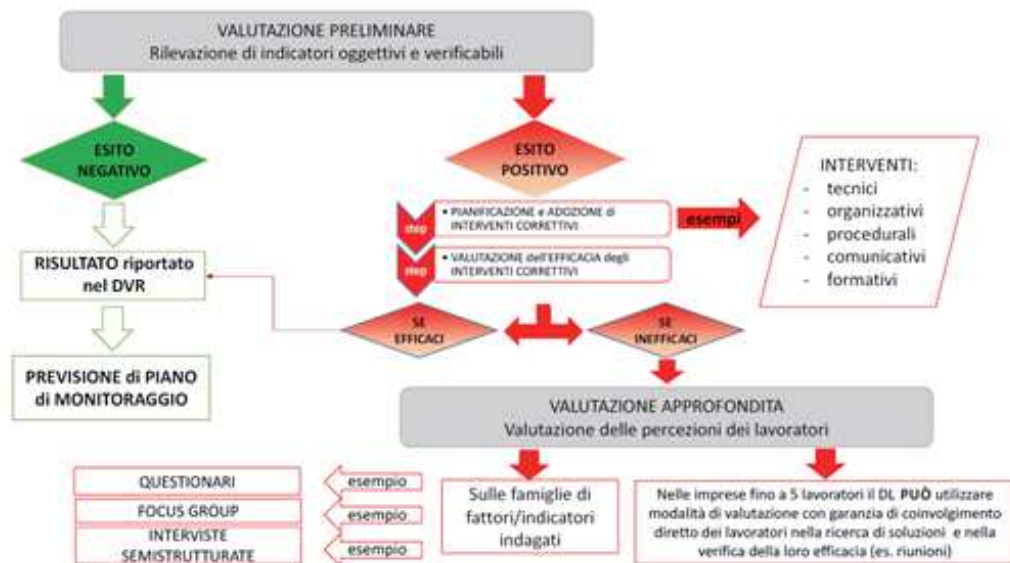 VALUTAZIONE PRELIMINARE
Rilevazione di indicatori oggettivi e verificabili
ESITO
NEGATIVO
ESITO
POSITIVO
step
• PIANIFICAZIONE e ADOZIONE di
INTERVENTI CORRETTIVI
esempi
INTERVENTI:
- tecnici
- organizzativi
- procedurali
- comunicativi
- formativi
step
• VALUTAZIONE dell'EFFICACIA degli
INTERVENTI CORRETTIVI
RISULTATO riportato
nel DVR
SE
EFFICACI
SE
INEFFICACI
PREVISIONE di PIANO
di MONITORAGGIO
VALUTAZIONE APPROFONDITA
Valutazione delle percezioni dei lavoratori
QUESTIONARI
esempio
FOCUS GROUP
esempio
INTERVISTE
SEMISTRUTTURATE
esempio
Sulle famiglie di
fattori/indicatori
indagati
Nelle imprese fino a 5 lavoratori il DL PUÒ utilizzare
modalità di valutazione con garanzia di coinvolgimento
diretto dei lavoratori nella ricerca di soluzioni e nella
verifica della loro efficacia (es. riunioni)